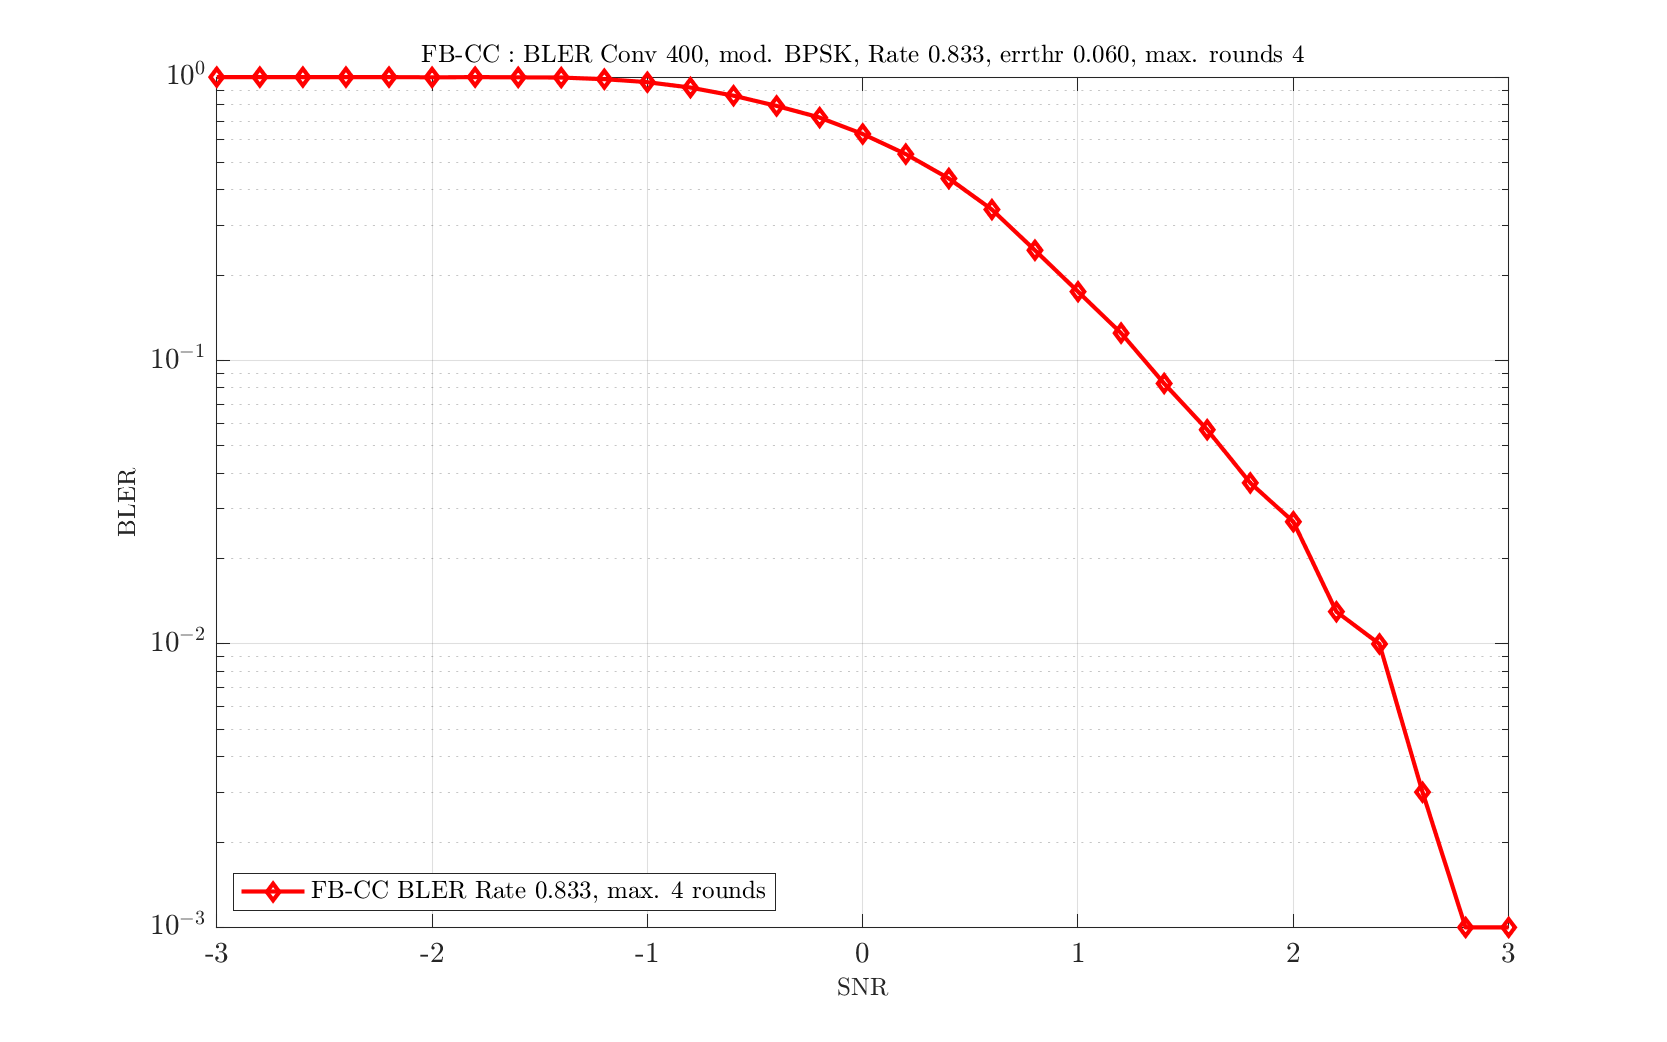 FB-CC : BLER Conv 400, mod. BPSK, Rate 0.833, errthr 0.060, max. rounds 4
10^0
10^-1
10^-2
10^-3
BLER
FB-CC BLER Rate 0.833, max. 4 rounds
-3 -2 -1 0 1 2 3
SNR